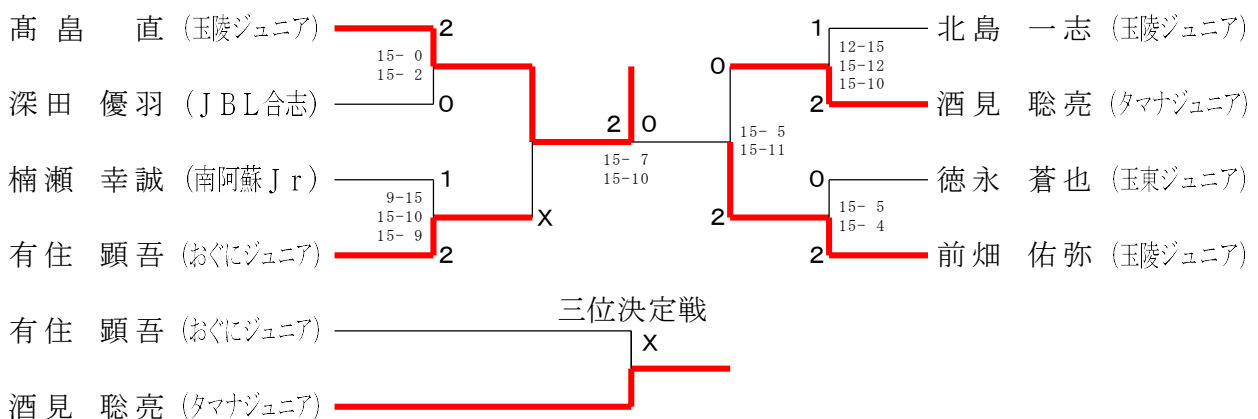 髙畠 直 (玉陵ジュニア)
2
15- 0
15- 2
深田 優羽 (JBL合志)
0
楠瀬 幸誠 (南阿蘇Jr)
1
9-15
15-10
15- 9
有住 顕吾 (おぐにジュニア)
2
X
2 0
15- 7
15-10
1
北島 一志 (玉陵ジュニア)
12-15
15-12
15-10
0
2
酒見 聡亮 (タマナジュニア)
15- 5
15-11
0
徳永 蒼也 (玉東ジュニア)
15- 5
15- 4
2
2
前畑 佑弥 (玉陵ジュニア)
三位決定戦
有住 顕吾 (おぐにジュニア)
X
酒見 聡亮 (タマナジュニア)